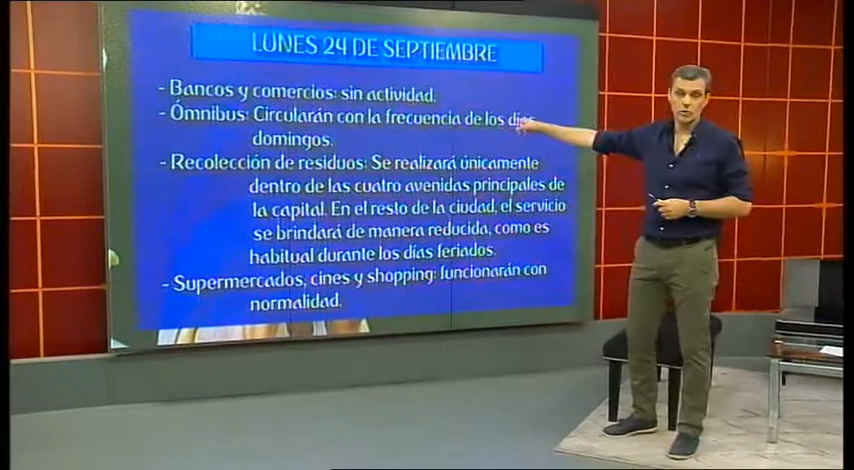 LUNES 24 DE SEPTIEMBRE
- Bancos y comercios: sin actividad.
- Ómnibus: Circularán con la frecuencia de los días
domingos.
- Recolección de residuos: Se realizará únicamente
dentro de las cuatro avenidas principales de
la capital. En el resto de la ciudad, el servicio
se brindará de manera reducida, como es
habitual durante los días feriados.
- Supermercados, cines y shopping: funcionarán con
normalidad.